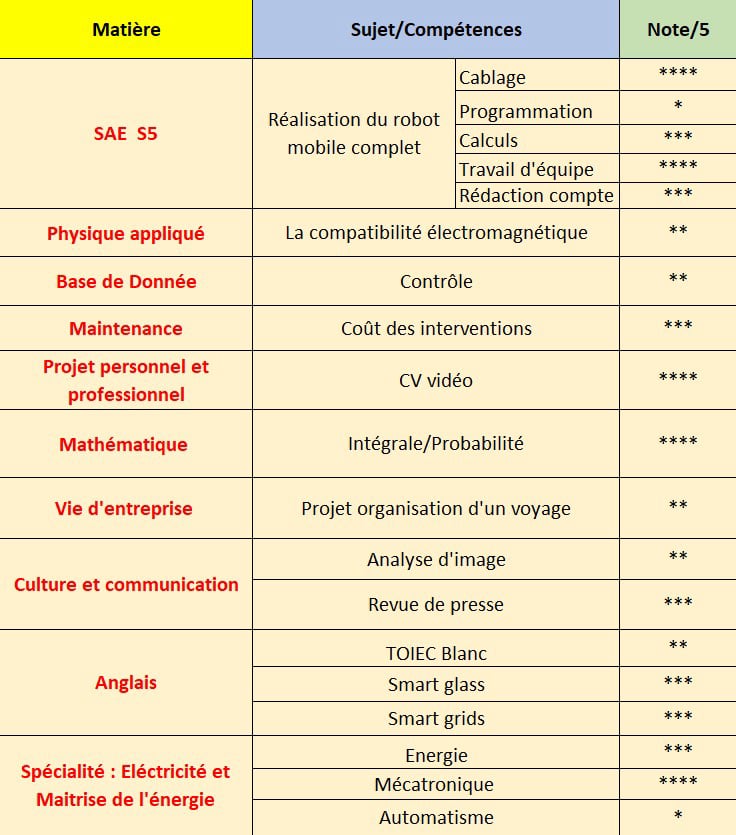 Matière Sujet/Compétences Note/5
SAE S5
Réalisation du robot
mobile complet
Cablage ****
Programmation *
Calculs ***
Travail d'équipe ****
Rédaction compte ***
Physique appliqué La compatibilité électromagnétique **
Base de Donnée Contrôle **
Maintenance Coût des interventions ***
Projet personnel et
professionnel
CV vidéo ****
Mathématique Intégrale/Probabilité ****
Vie d'entreprise Projet organisation d'un voyage **
Culture et communication
Analyse d'image **
Revue de presse ***
Anglais
TOIEC Blanc **
Smart glass ***
Smart grids ***
Spécialité : Eléctricité et
Maitrise de l'énergie
Energie ***
Mécatronique ****
Automatisme *